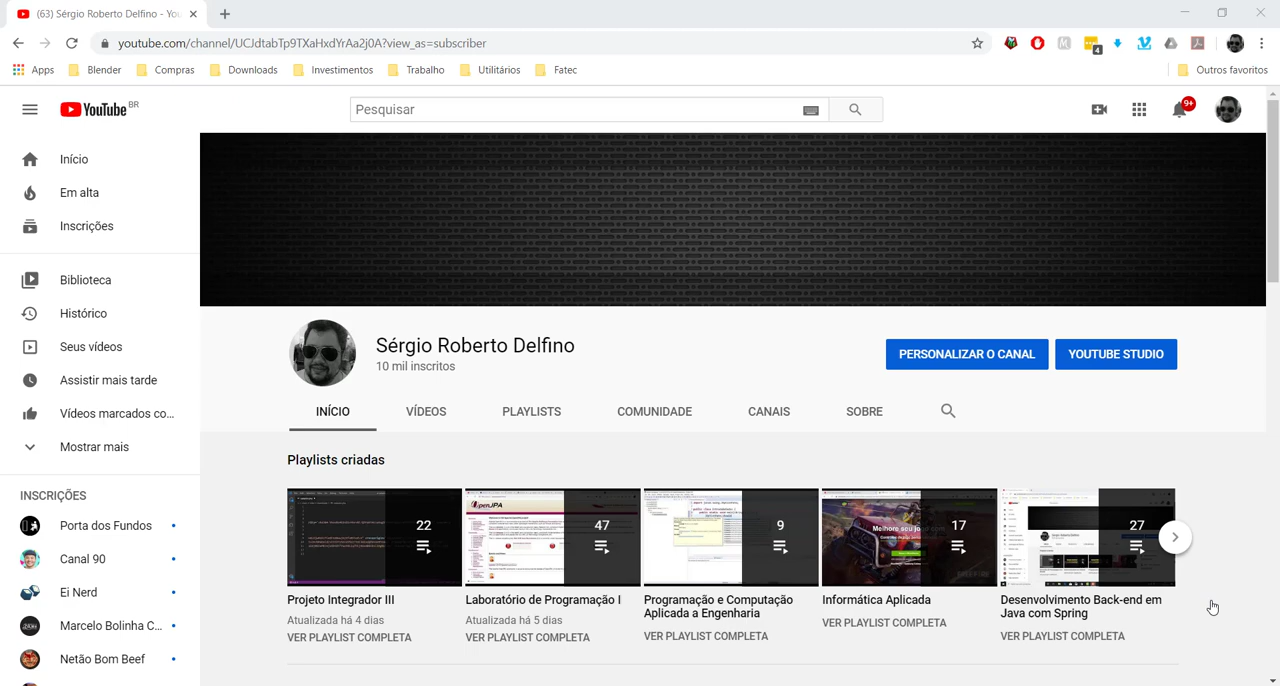 (63) Sérgio Roberto Delfino - You
youtube.com/channel/UCJdtabTp9TXaHxdYrAa2j0A?view_as=subscriber
4
Apps Blender Compras Downloads Investimentos Trabalho Utilitários Fatec Outros favoritos
YouTube BR
Pesquisar
9+
Início
Em alta
Inscrições
Biblioteca
Histórico
Seus vídeos
Assistir mais tarde
Vídeos marcados co...
Mostrar mais
INSCRIÇÕES
Porta dos Fundos
Canal 90
Ei Nerd
Marcelo Bolinha C...
Netão Bom Beef
Sérgio Roberto Delfino
10 mil inscritos
PERSONALIZAR O CANAL YOUTUBE STUDIO
INÍCIO VÍDEOS PLAYLISTS COMUNIDADE CANAIS SOBRE
Playlists criadas
22
Projeto Integrador III
Atualizada há 4 dias
VER PLAYLIST COMPLETA
OpenJPA
47
Laboratório de Programação I
Atualizada há 5 dias
VER PLAYLIST COMPLETA
9
Programação e Computação
Aplicada a Engenharia
VER PLAYLIST COMPLETA
Melhore seu jogo com
17
Informática Aplicada
VER PLAYLIST COMPLETA
27
Desenvolvimento Back-end em
Java com Spring
VER PLAYLIST COMPLETA